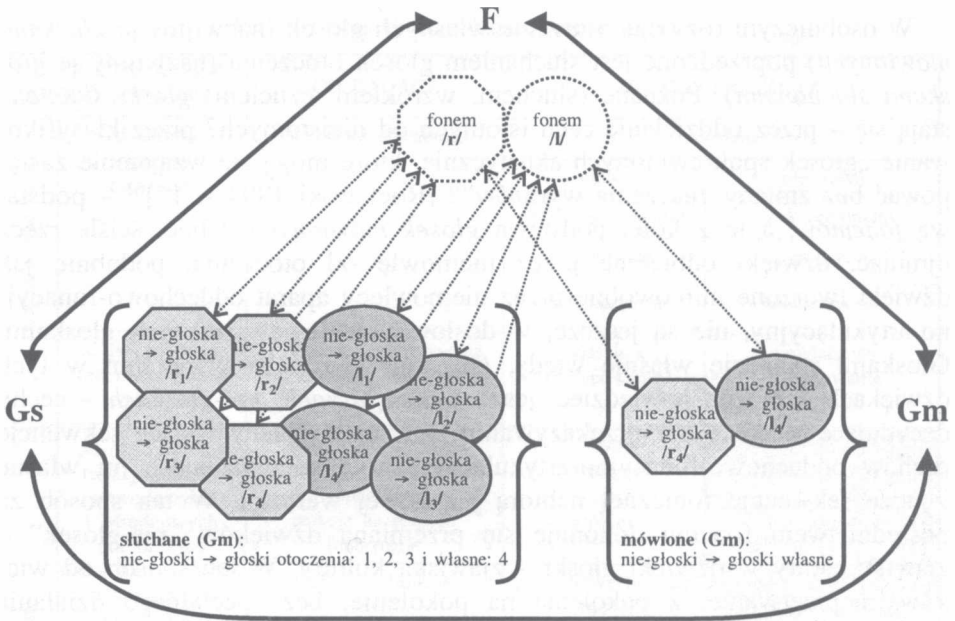 F
fonem
/r/
fonem
/l/
nie-głoska
→ głoska
/r₁/
nie-głoska
→ głoska
/r₂/
nie-głoska
→ głoska
/l₁/
nie-głoska
→ głoska
/l₂/
nie-głoska
→ głoska
/r₃/
nie-głoska
→ głoska
/r₄/
nie-głoska
→ głoska
/l₄/
nie-głoska
→ głoska
/l₃/
nie-głoska
→ głoska
/r₄/
nie-głoska
→ głoska
/l₄/
Gs
Gm
słuchane (Gm):
nie-głoski → głoski otoczenia: 1, 2, 3 i własne: 4
mówione (Gm):
nie-głoski → głoski własne: 4